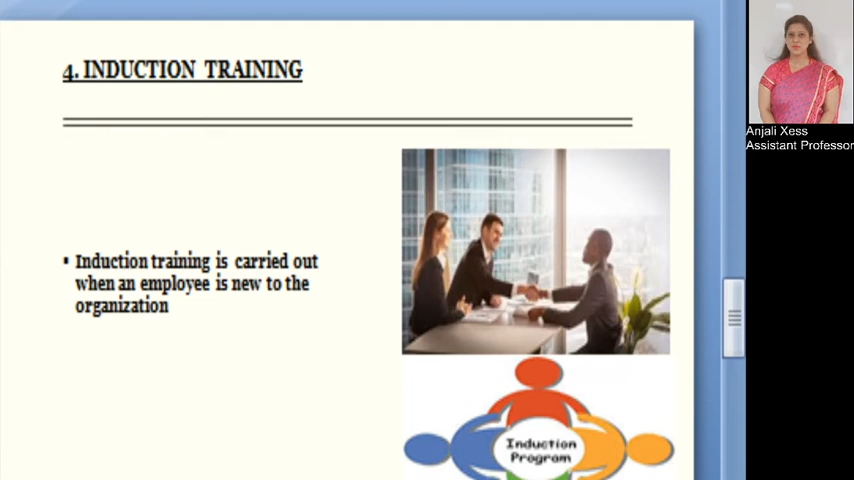 4. INDUCTION TRAINING
Induction training is carried out
when an employee is new to the
organization
Induction
Program
Anjali Xess
Assistant Professor